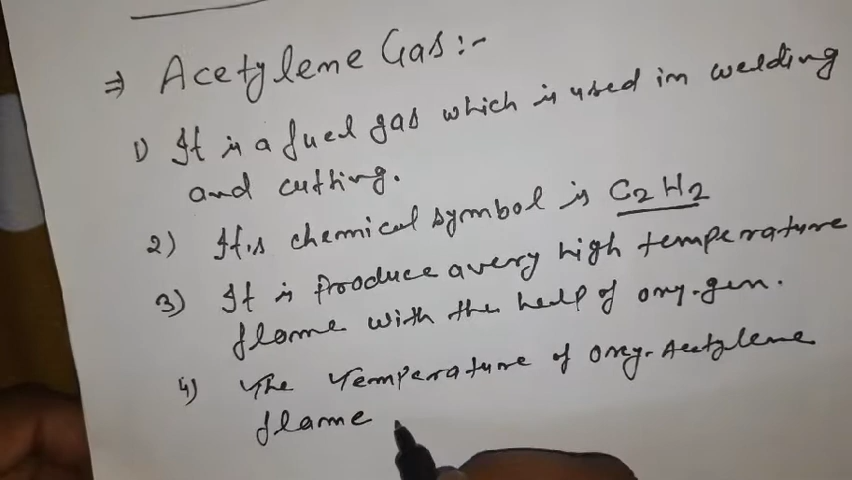 ⇒ Acetylene Gas:-
1) It is a fuel gas which is used in welding
and cutting.
2) It's chemical symbol is C2H2
3) It is produce a very high temperature
flame with the help of oxy-gen.
4) The Temperature of oxy-Acetylene
flame